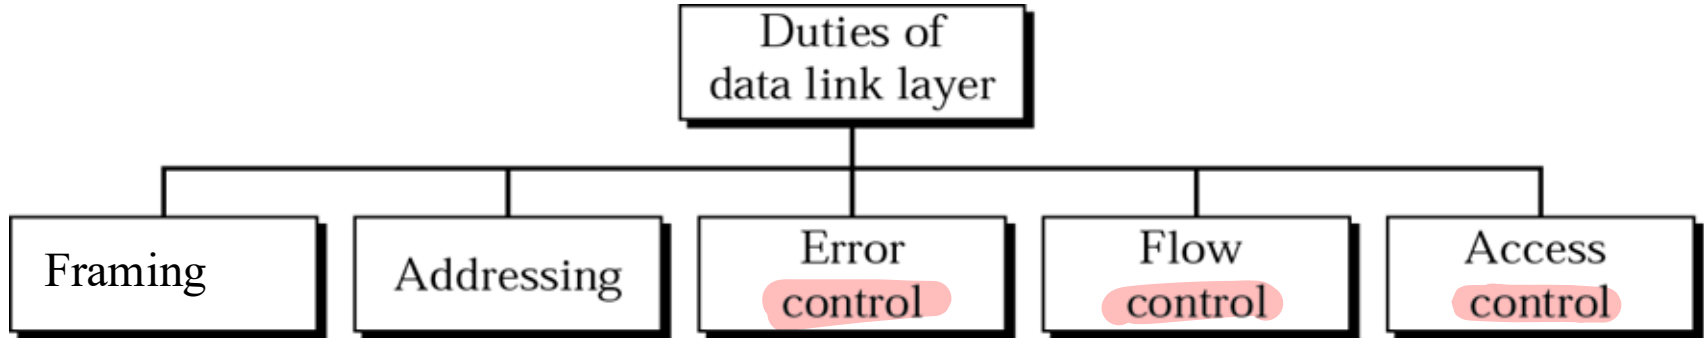 Duties of
data link layer
Framing
Addressing
Error
control
Flow
control
Access
control